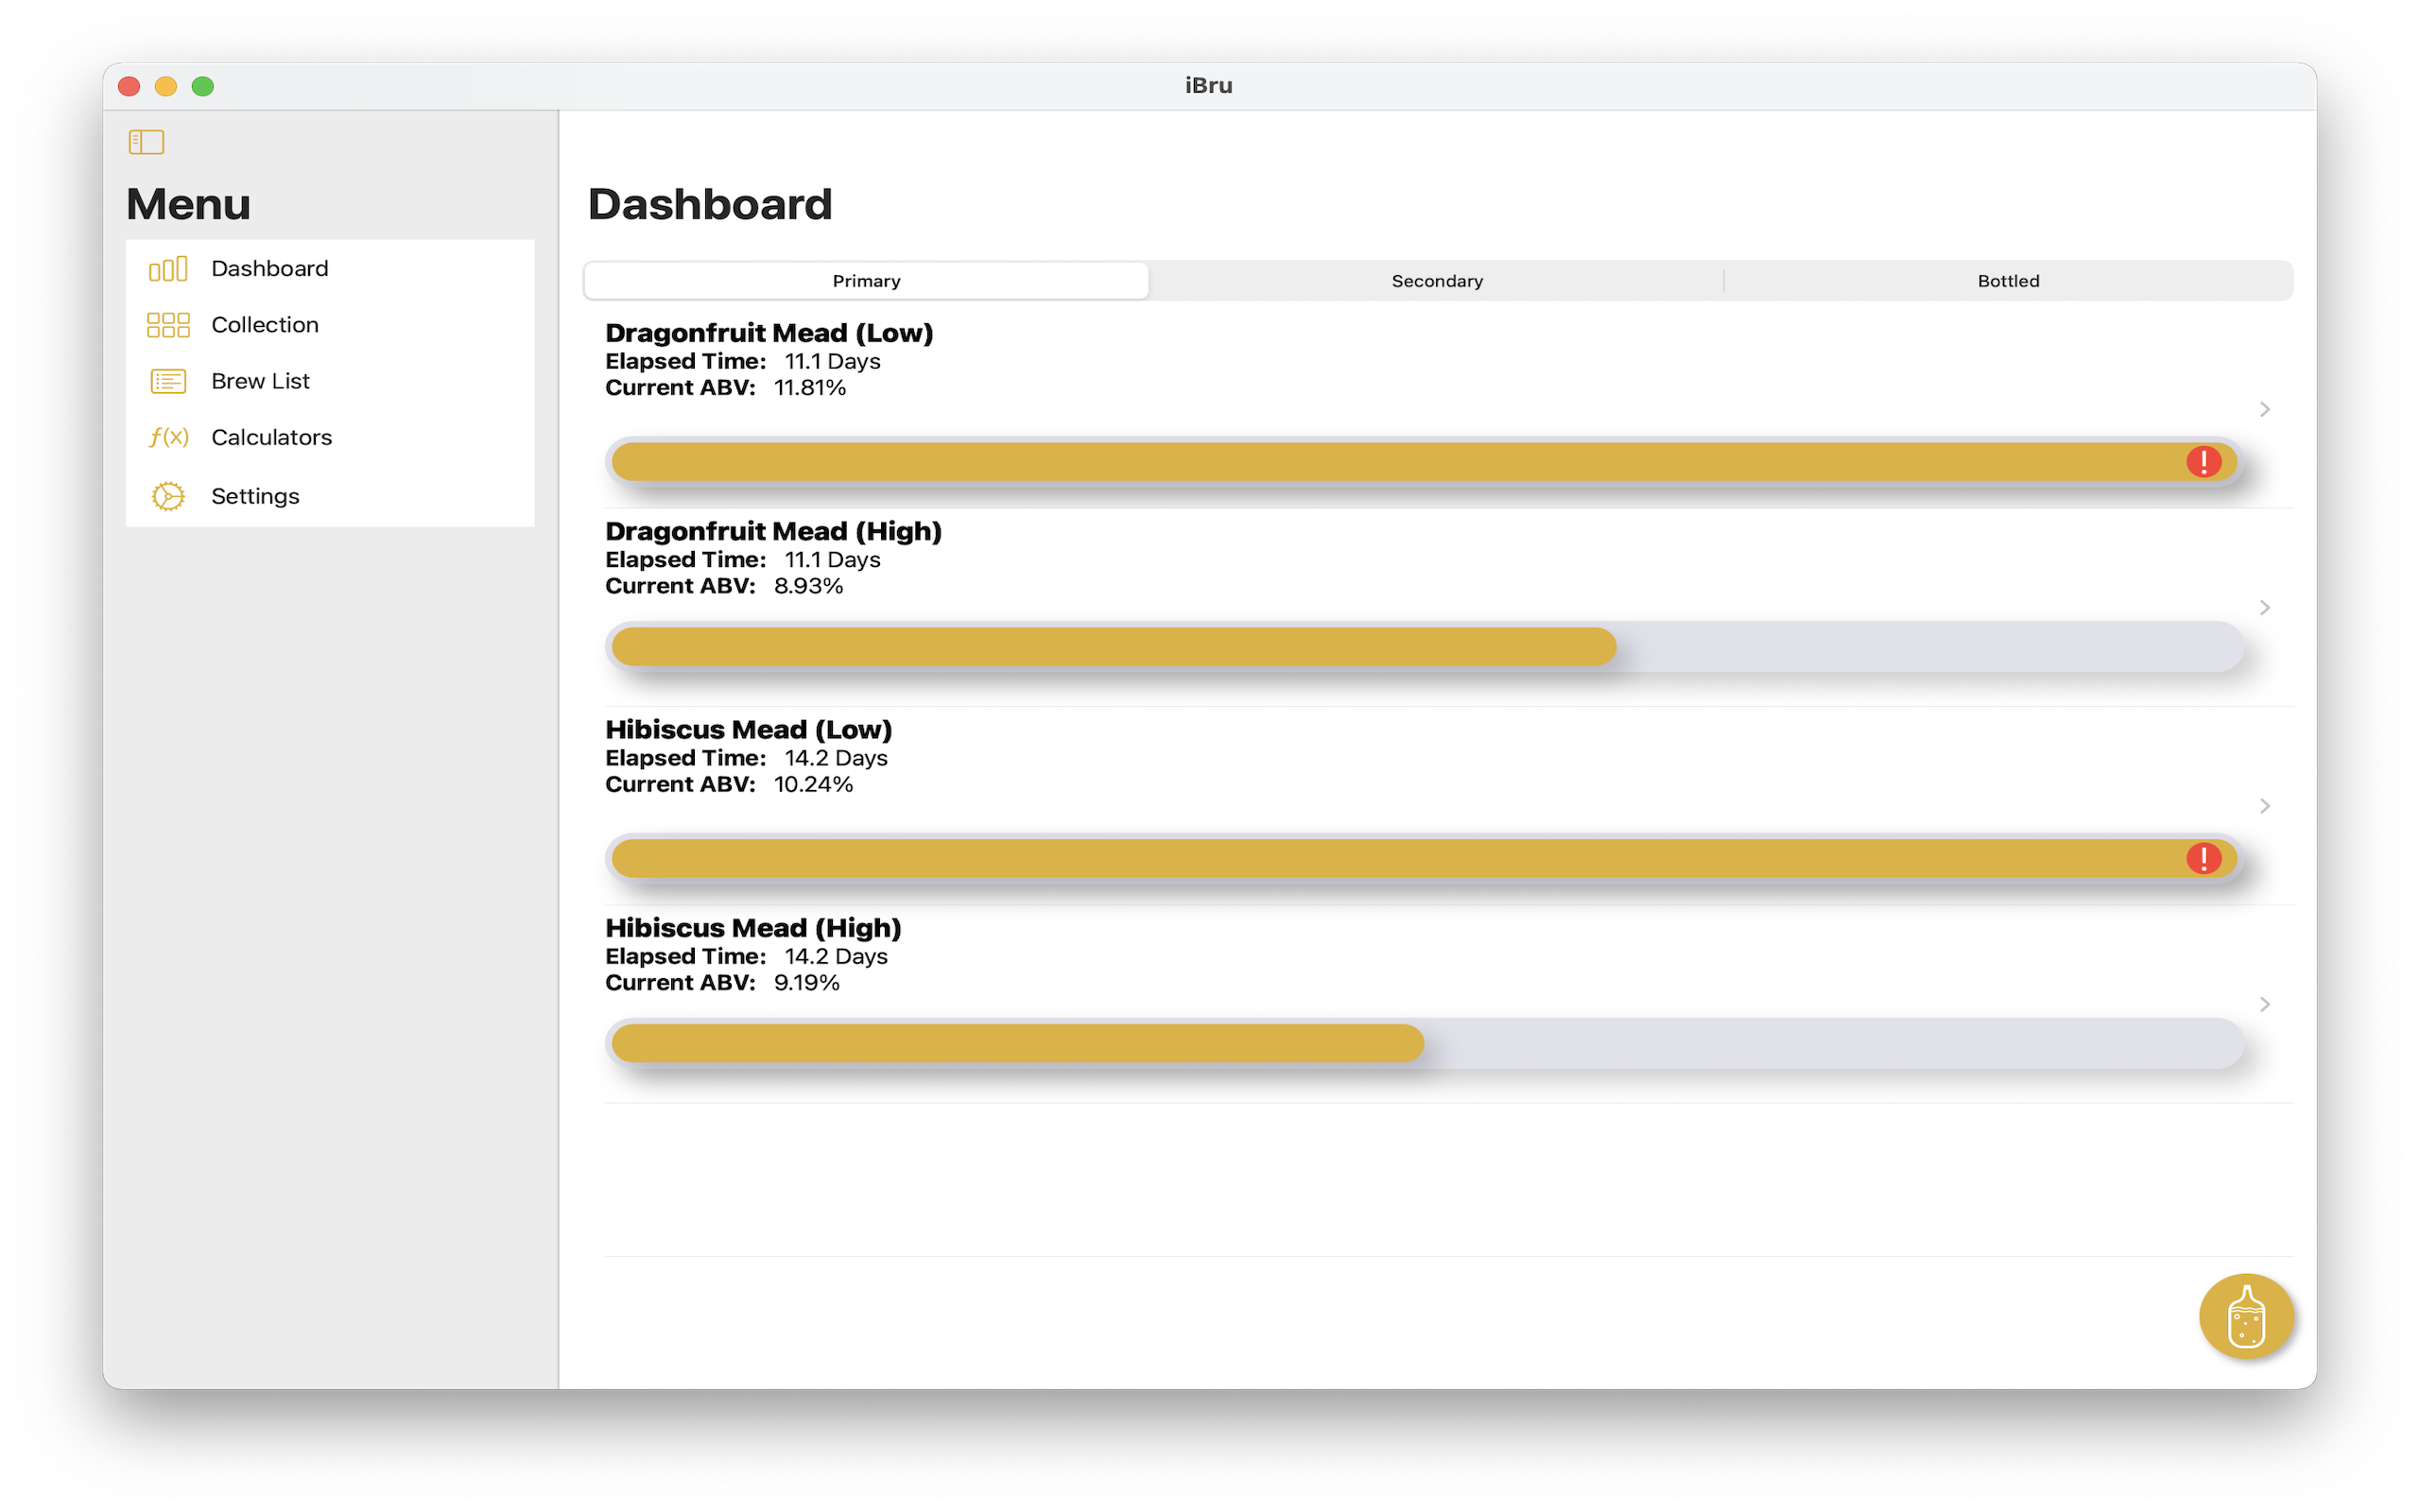 iBru
Menu
Dashboard
Collection
Brew List
f(x) Calculators
Settings
Dashboard
Primary Secondary Bottled
Dragonfruit Mead (Low)
Elapsed Time: 11.1 Days
Current ABV: 11.81%
!
Dragonfruit Mead (High)
Elapsed Time: 11.1 Days
Current ABV: 8.93%
Hibiscus Mead (Low)
Elapsed Time: 14.2 Days
Current ABV: 10.24%
!
Hibiscus Mead (High)
Elapsed Time: 14.2 Days
Current ABV: 9.19%